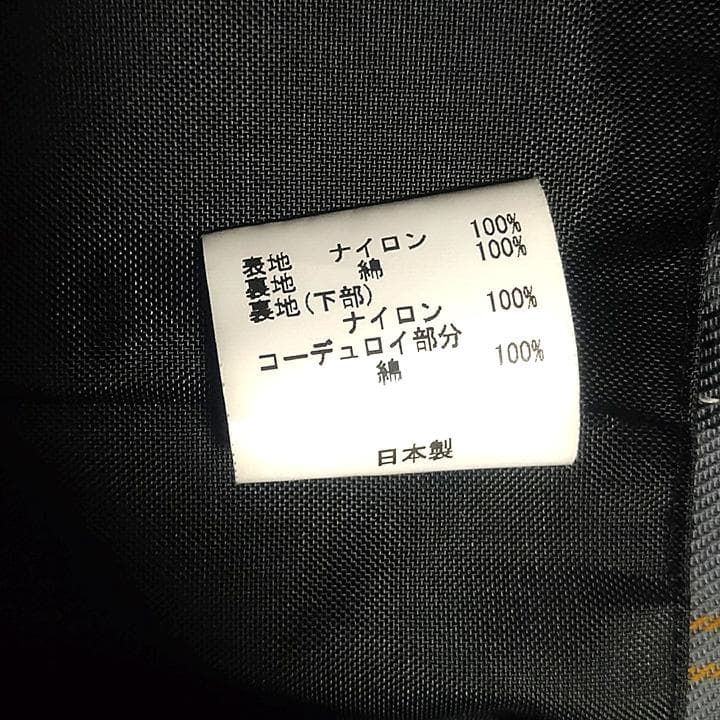 表地 ナイロン 100%
裏地 綿 100%
裏地(下部)
ナイロン 100%
コーデュロイ部分
綿 100%
日本製